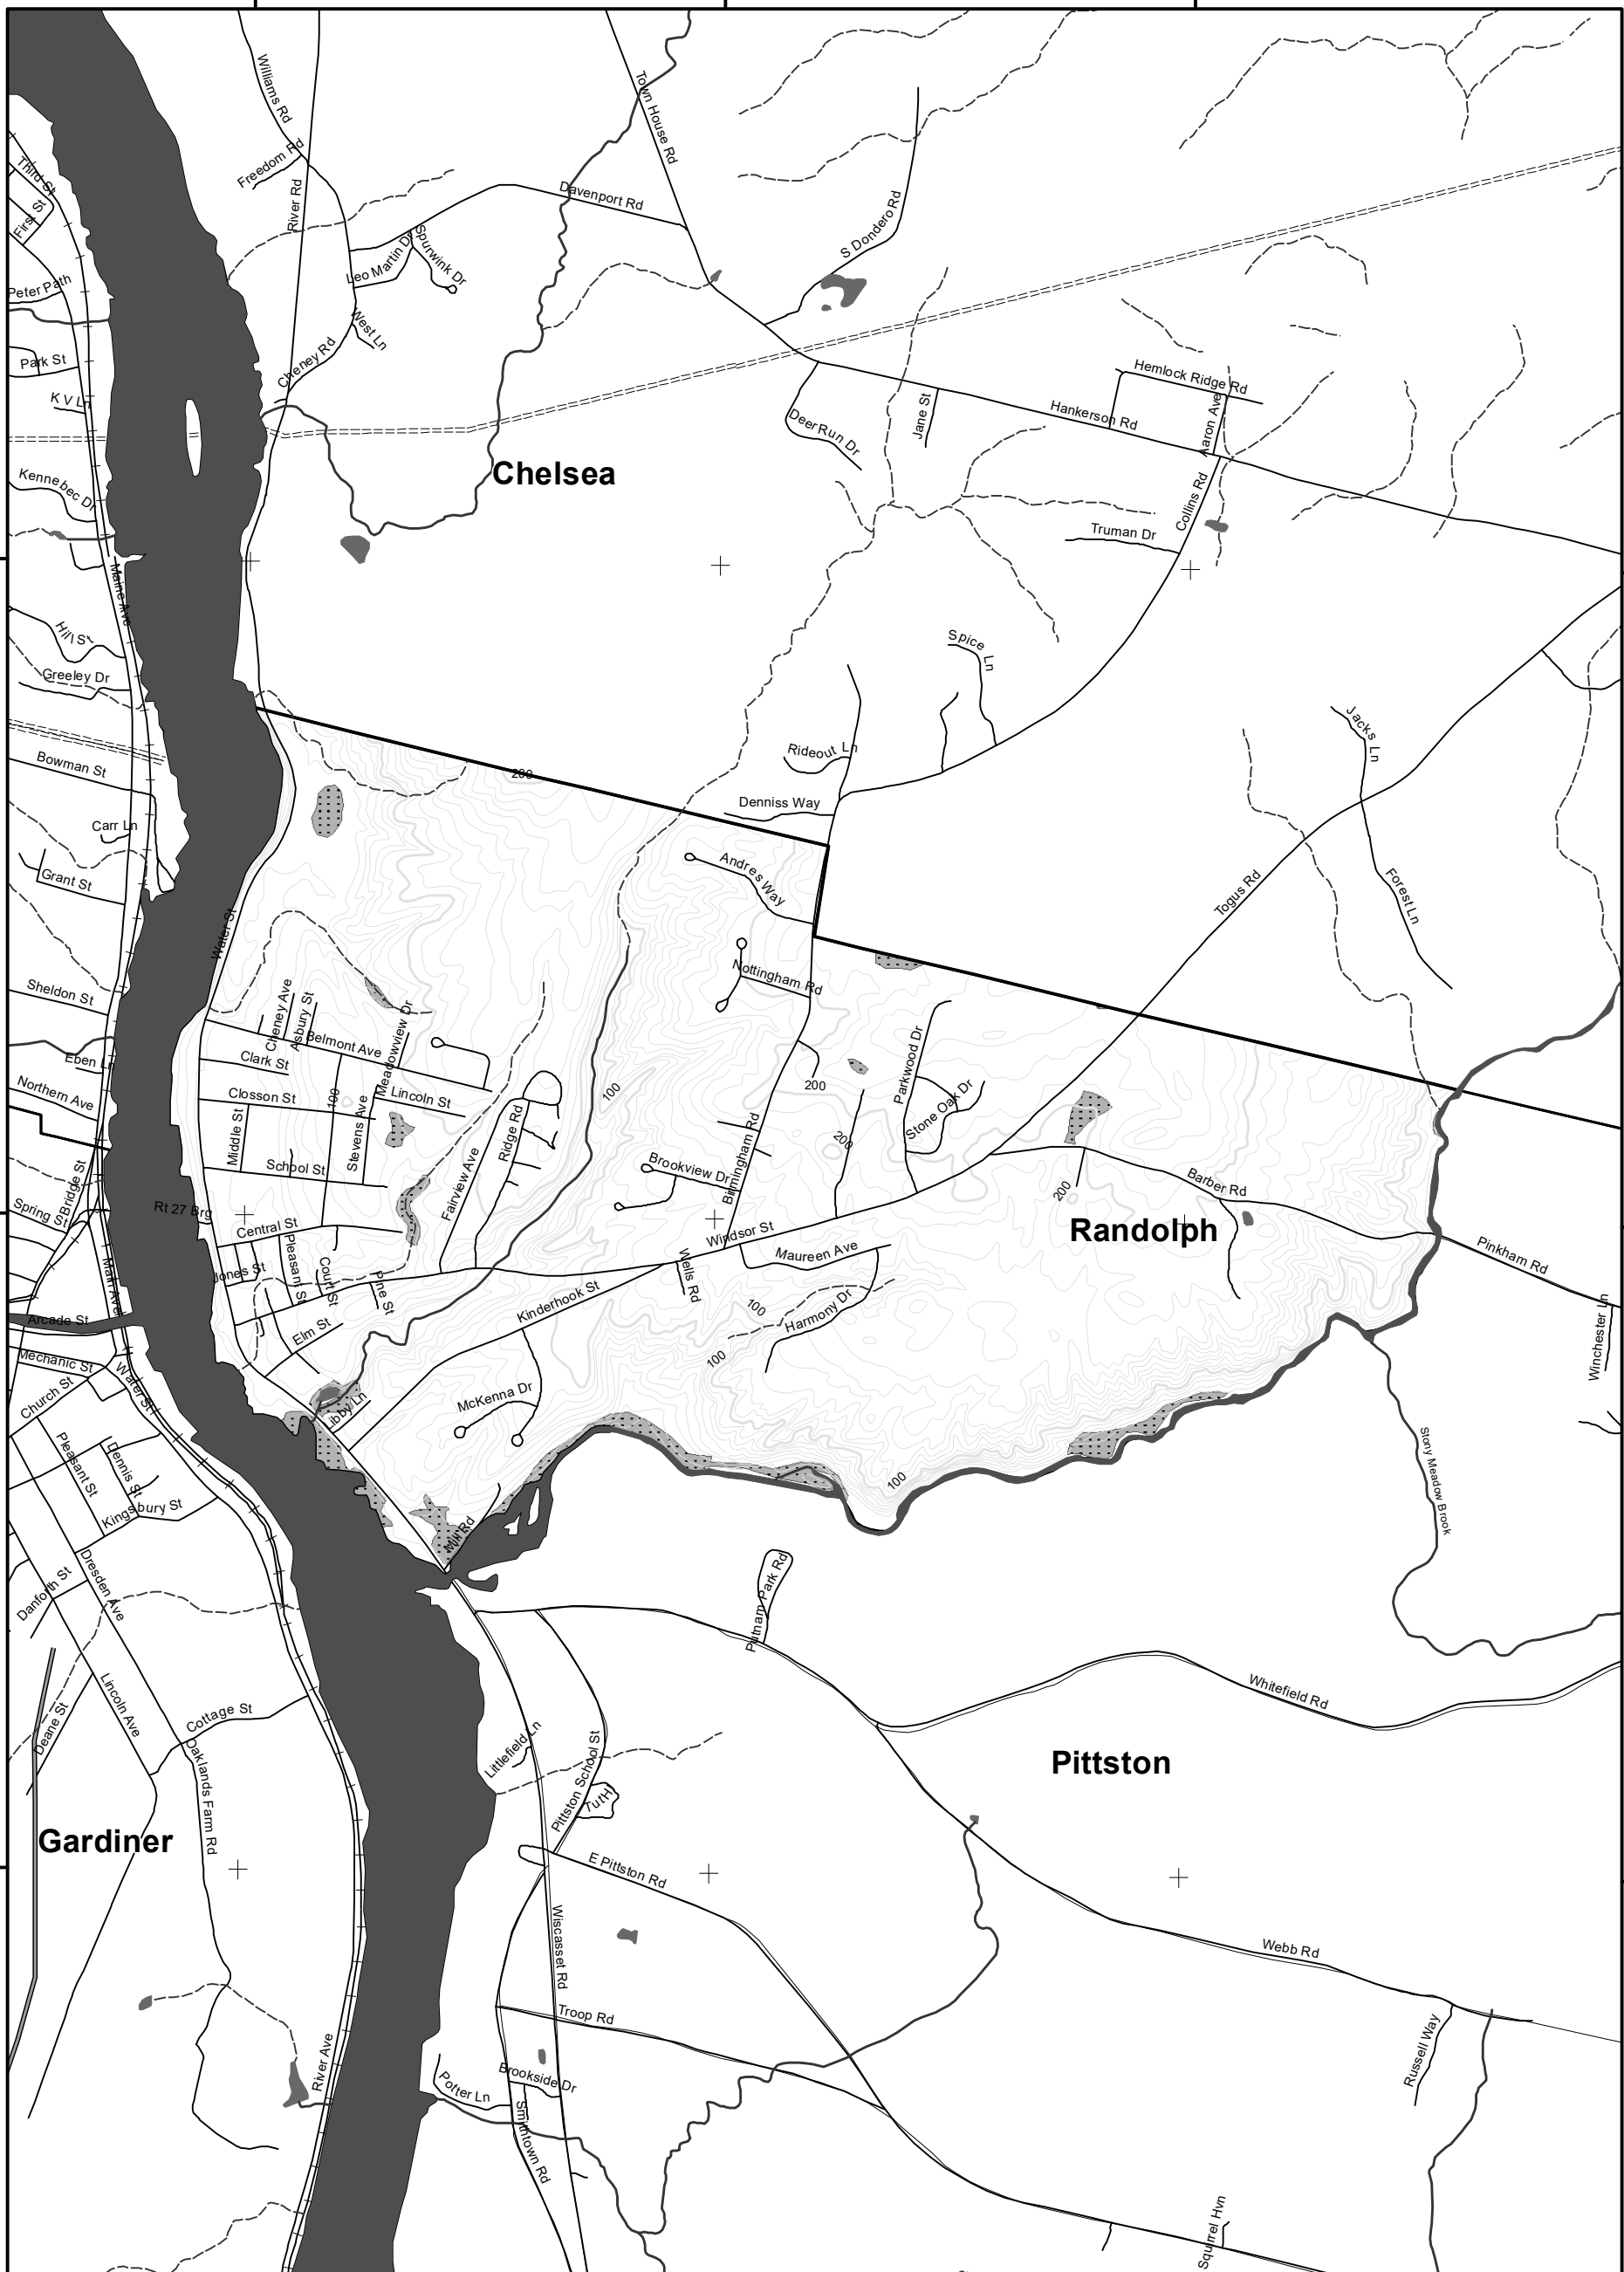 Williams Rd
Town House Rd
Freedom Rd
Third St
First St
River Rd
Davenport Rd
S Dondero Rd
Leo Martin Dr
Spurwink Dr
Peter Path
West Ln
Park St
Cheney Rd
Hemlock Ridge Rd
K V Ln
Jane St
Hankerson Rd
Aaron Ave
Deer Run Dr
Chelsea
Kennebec Dr
Collins Rd
Truman Dr
Maine Ave
Hill St
Spice Ln
Greeley Dr
Jacks Ln
Rideout Ln
Bowman St
200
Denniss Way
Carr Ln
Andres Way
Grant St
Togus Rd
Forest Ln
Water St
Nottingham Rd
Sheldon St
Cheney Ave
Asbury St
Meadowview Dr
Belmont Ave
Parkwood Dr
Eben Ln
Clark St
Northern Ave
Closson St
100
Lincoln St
100
200
Stone Oak Dr
Middle St
Stevens Ave
Ridge Rd
Birmingham Rd
200
School St
Fairview Ave
Brookview Dr
Barber Rd
200
Bridge St
Spring St
Rt 27 Brg
Central St
Windsor St
Randolph
Pleasant St
Court St
Pine St
Jones St
Maureen Ave
Wells Rd
Pinkham Rd
Main Ave
Kinderhook St
100
Harmony Dr
Arcade St
Elm St
100
Winchester Ln
Mechanic St
Water St
Church St
Libby Ln
McKenna Dr
Pleasant St
Dennis St
100
Stony Meadow Brook
Kingsbury St
Mill Rd
Danforth St
Dresden Ave
Putnam Park Rd
Lincoln Ave
Whitefield Rd
Deane St
Cottage St
Littlefield Ln
Pittston School St
Pittston
Oaklands Farm Rd
Tut H
Gardiner
E Pittston Rd
Wiscasset Rd
Webb Rd
Troop Rd
River Ave
Russell Way
Potter Ln
Brookside Dr
Smithtown Rd
Squirrel Hvn